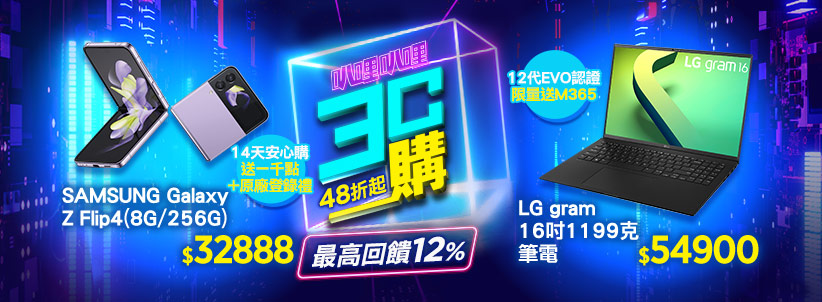 叭哩叭哩
3C購
48折起
最高回饋12%
14天安心購
送一千點
+原廠登錄禮
SAMSUNG Galaxy
Z Flip4(8G/256G)
$32888
12代EVO認證
限量送M365
LG gram 16
LG gram
16吋1199克
筆電
$54900